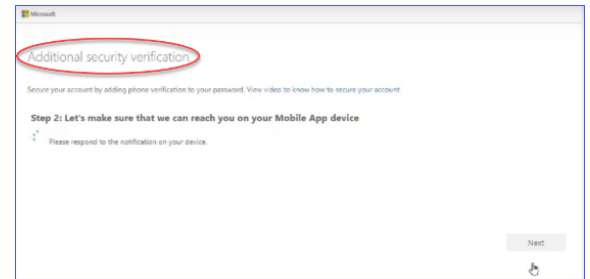 Microsoft
Additional security verification
Secure your account by adding phone verification to your password. View video to know how to secure your account
Step 2: Let's make sure that we can reach you on your Mobile App device
Please respond to the notification on your device.
Next